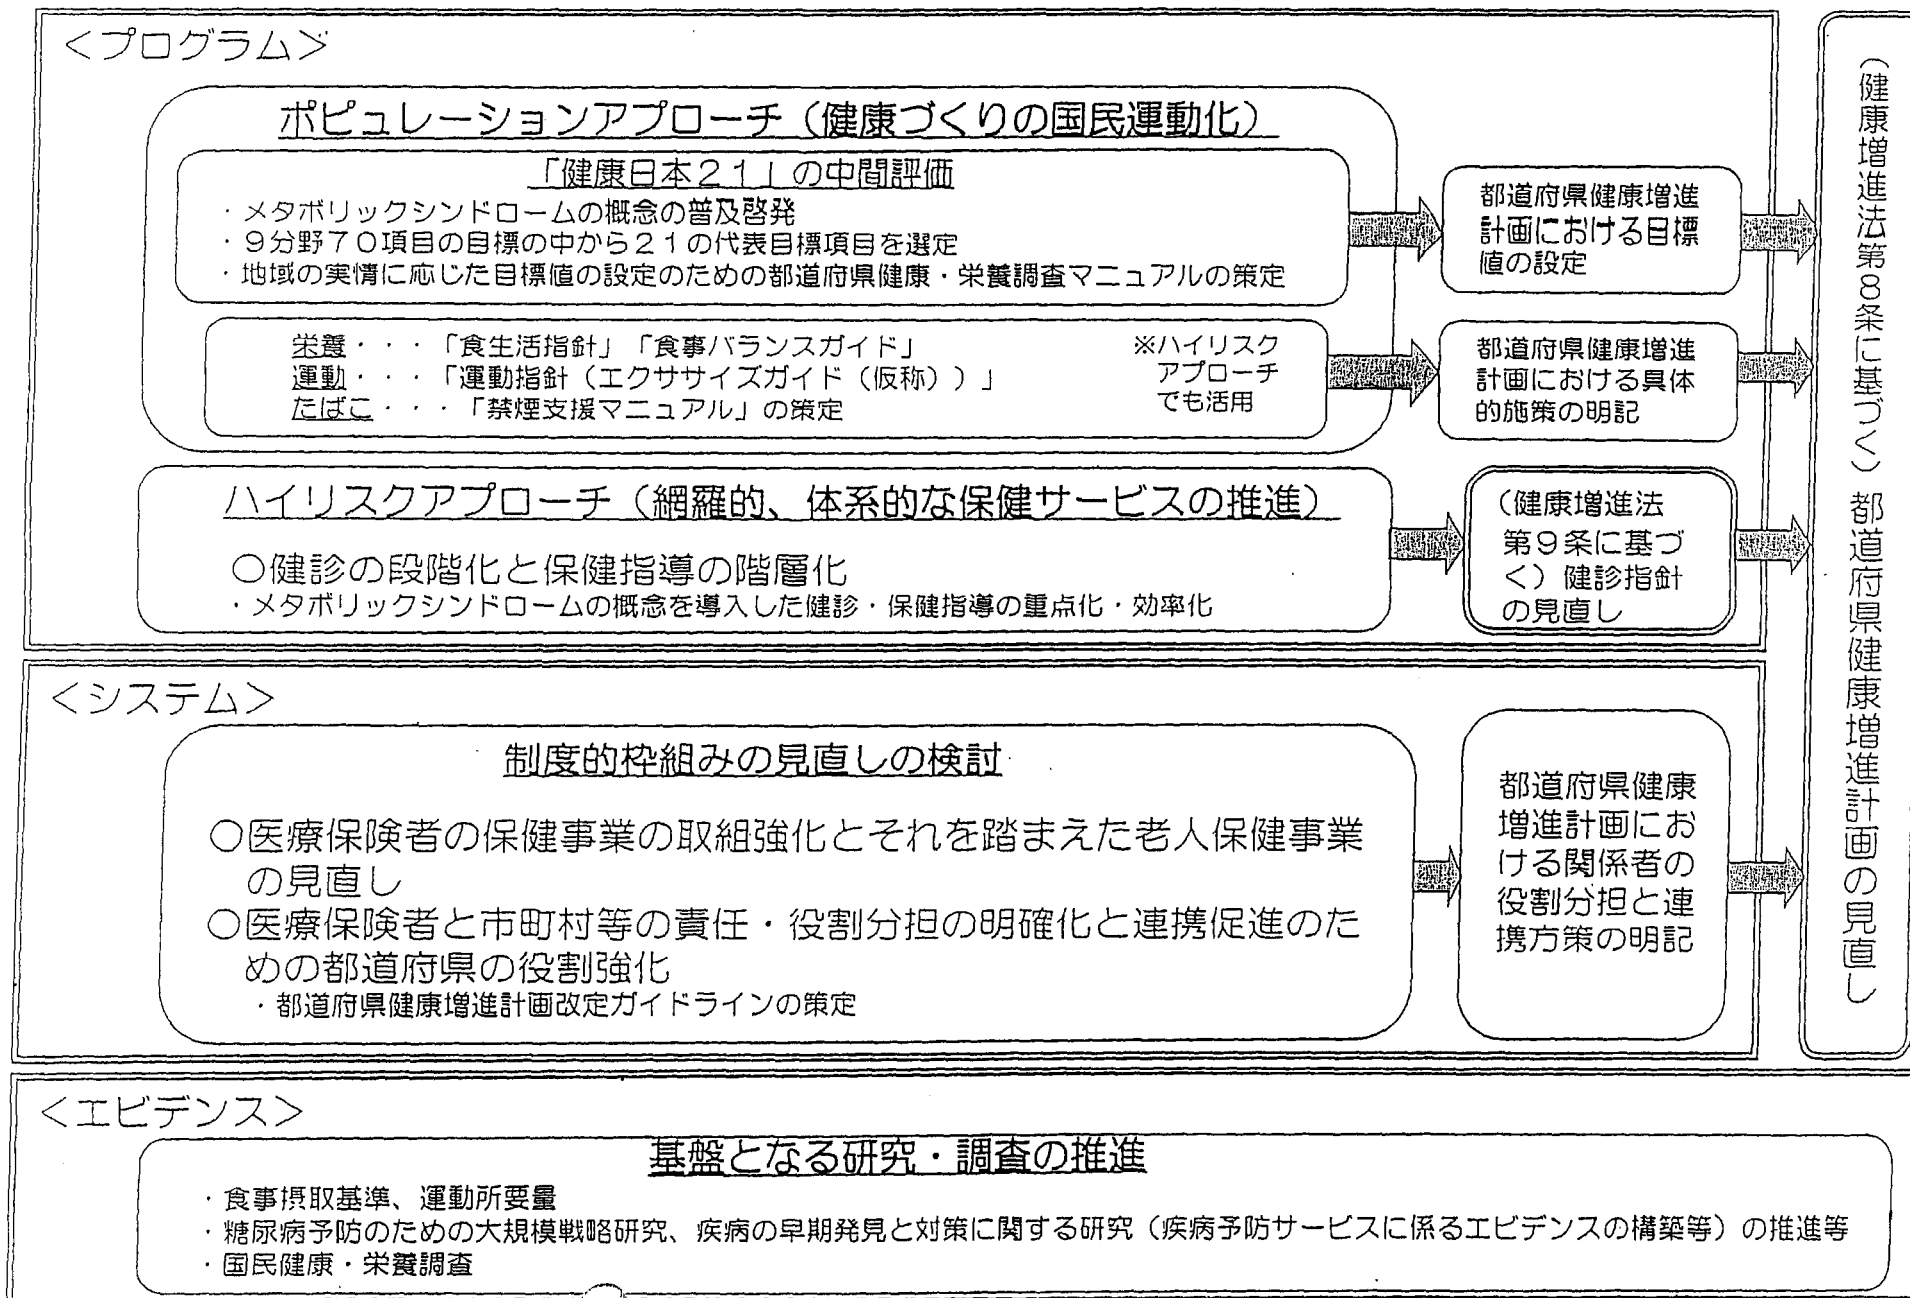 ＜プログラム＞
ポピュレーションアプローチ（健康づくりの国民運動化）
「健康日本２１」の中間評価
・メタボリックシンドロームの概念の普及啓発
・９分野７０項目の目標の中から２１の代表目標項目を選定
・地域の実情に応じた目標値の設定のための都道府県健康・栄養調査マニュアルの策定
都道府県健康増進
計画における目標
値の設定
栄養・・・「食生活指針」「食事バランスガイド」
運動・・・「運動指針（エクササイズガイド（仮称））」
たばこ・・・「禁煙支援マニュアル」の策定
※ハイリスク
アプローチ
でも活用
都道府県健康増進
計画における具体
的施策の明記
ハイリスクアプローチ（網羅的、体系的な保健サービスの推進）
○健診の段階化と保健指導の階層化
・メタボリックシンドロームの概念を導入した健診・保健指導の重点化・効率化
（健康増進法
第９条に基づ
く）健診指針
の見直し
＜システム＞
制度的枠組みの見直しの検討
○医療保険者の保健事業の取組強化とそれを踏まえた老人保健事業
の見直し
○医療保険者と市町村等の責任・役割分担の明確化と連携促進のた
めの都道府県の役割強化
・都道府県健康増進計画改定ガイドラインの策定
都道府県健康
増進計画にお
ける関係者の
役割分担と連
携方策の明記
（健康増進法第８条に基づく）都道府県健康増進計画の見直し
＜エビデンス＞
基盤となる研究・調査の推進
・食事摂取基準、運動所要量
・糖尿病予防のための大規模戦略研究、疾病の早期発見と対策に関する研究（疾病予防サービスに係るエビデンスの構築等）の推進等
・国民健康・栄養調査